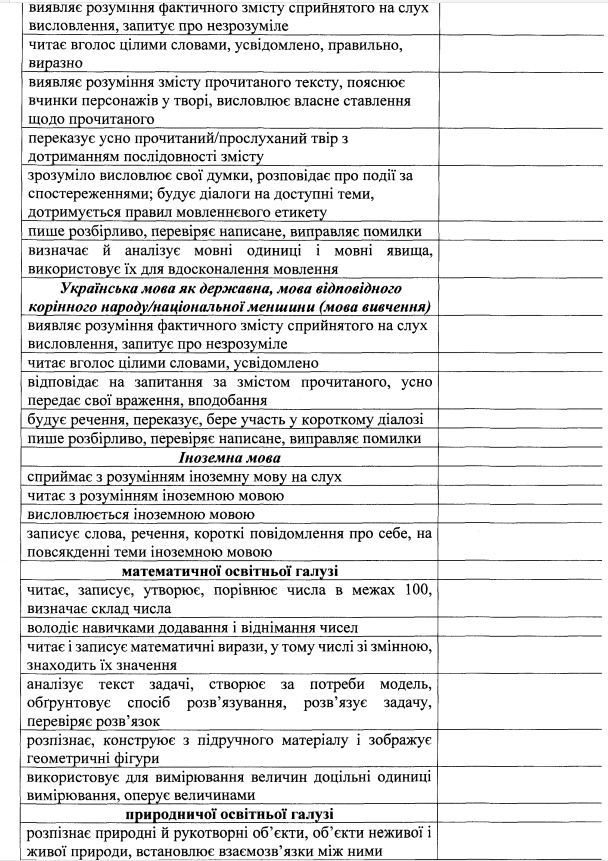 виявляє розуміння фактичного змісту сприйнятого на слух
висловлення, запитує про незрозуміле
читає вголос цілими словами, усвідомлено, правильно,
виразно
виявляє розуміння змісту прочитаного тексту, пояснює
вчинки персонажів у творі, висловлює власне ставлення
щодо прочитаного
переказує усно прочитаний/прослуханий твір з
дотриманням послідовності змісту
зрозуміло висловлює свої думки, розповідає про події за
спостереженнями; будує діалоги на доступні теми,
дотримується правил мовленнєвого етикету
пише розбірливо, перевіряє написане, виправляє помилки
визначає й аналізує мовні одиниці і мовні явища,
використовує їх для вдосконалення мовлення
Українська мова як державна, мова відповідного
корінного народу/національної меншини (мова вивчення)
виявляє розуміння фактичного змісту сприйнятого на слух
висловлення, запитує про незрозуміле
читає вголос цілими словами, усвідомлено
відповідає на запитання за змістом прочитаного, усно
передає свої враження, вподобання
будує речення, переказує, бере участь у короткому діалозі
пише розбірливо, перевіряє написане, виправляє помилки
Іноземна мова
сприймає з розумінням іноземну мову на слух
читає з розумінням іноземною мовою
висловлюється іноземною мовою
записує слова, речення, короткі повідомлення про себе, на
повсякденні теми іноземною мовою
математичної освітньої галузі
читає, записує, утворює, порівнює числа в межах 100,
визначає склад числа
володіє навичками додавання і віднімання чисел
читає і записує математичні вирази, у тому числі зі змінною,
знаходить їх значення
аналізує текст задачі, створює за потреби модель,
обґрунтовує спосіб розв’язування, розв’язує задачу,
перевіряє розв’язок
розпізнає, конструює з підручного матеріалу і зображує
геометричні фігури
використовує для вимірювання величин доцільні одиниці
вимірювання, оперує величинами
природничої освітньої галузі
розпізнає природні й рукотворні об’єкти, об’єкти неживої і
живої природи, встановлює взаємозв’язки між ними